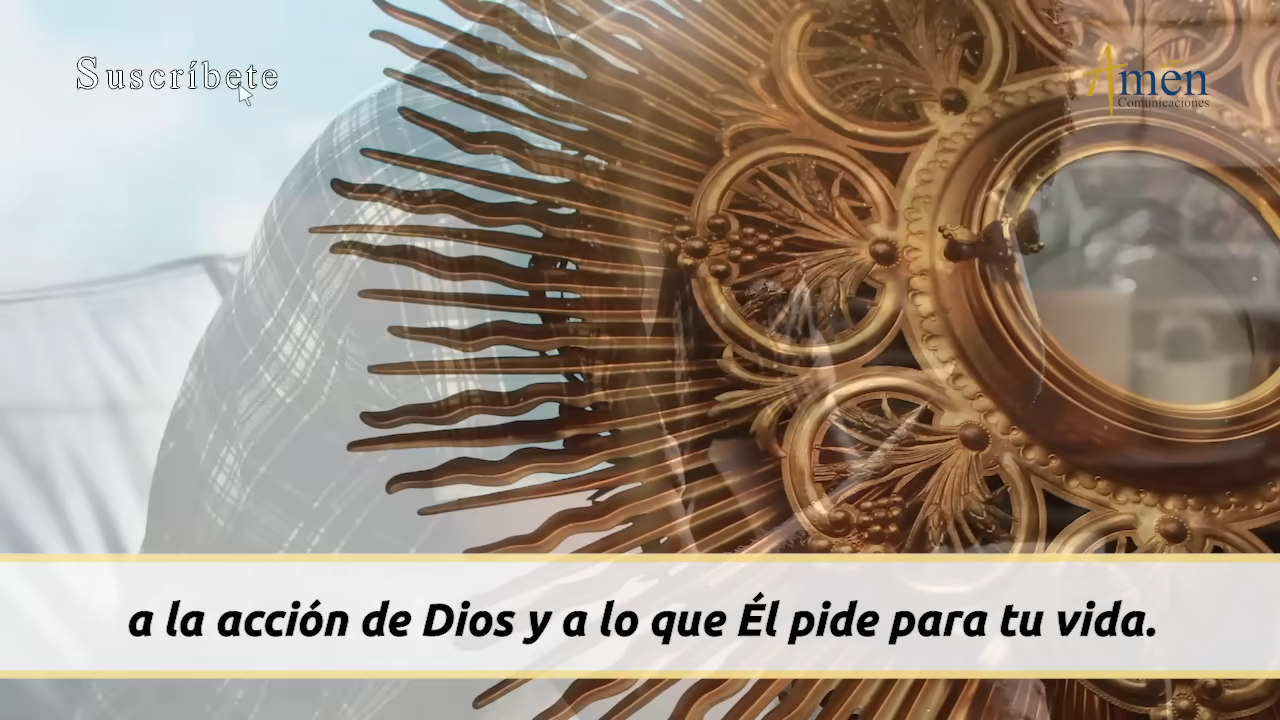 Suscríbete
Amén
Comunicaciones
a la acción de Dios y a lo que Él pide para tu vida.